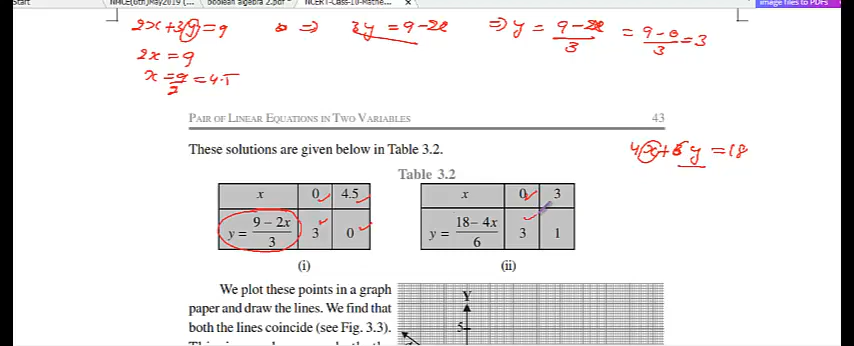 Start NMCE(6th)May2019 (... boolean algebra 2.pdf * NCERT-Class-10-Mathe... × image files to PDFs
2x+3y=9 ⇒ 3y = 9-2x ⇒ y = 9-2x/3 = 9-0/3 = 3
2x = 9
x = 9/2 = 4.5
PAIR OF LINEAR EQUATIONS IN TWO VARIABLES 43
4x+6y = 18
These solutions are given below in Table 3.2.
Table 3.2
x 0 4.5
y = 9 – 2x/3 3 0
(i)
x 0 3
y = 18 – 4x/6 3 1
(ii)
We plot these points in a graph
paper and draw the lines. We find that
both the lines coincide (see Fig. 3.3).
Y
5